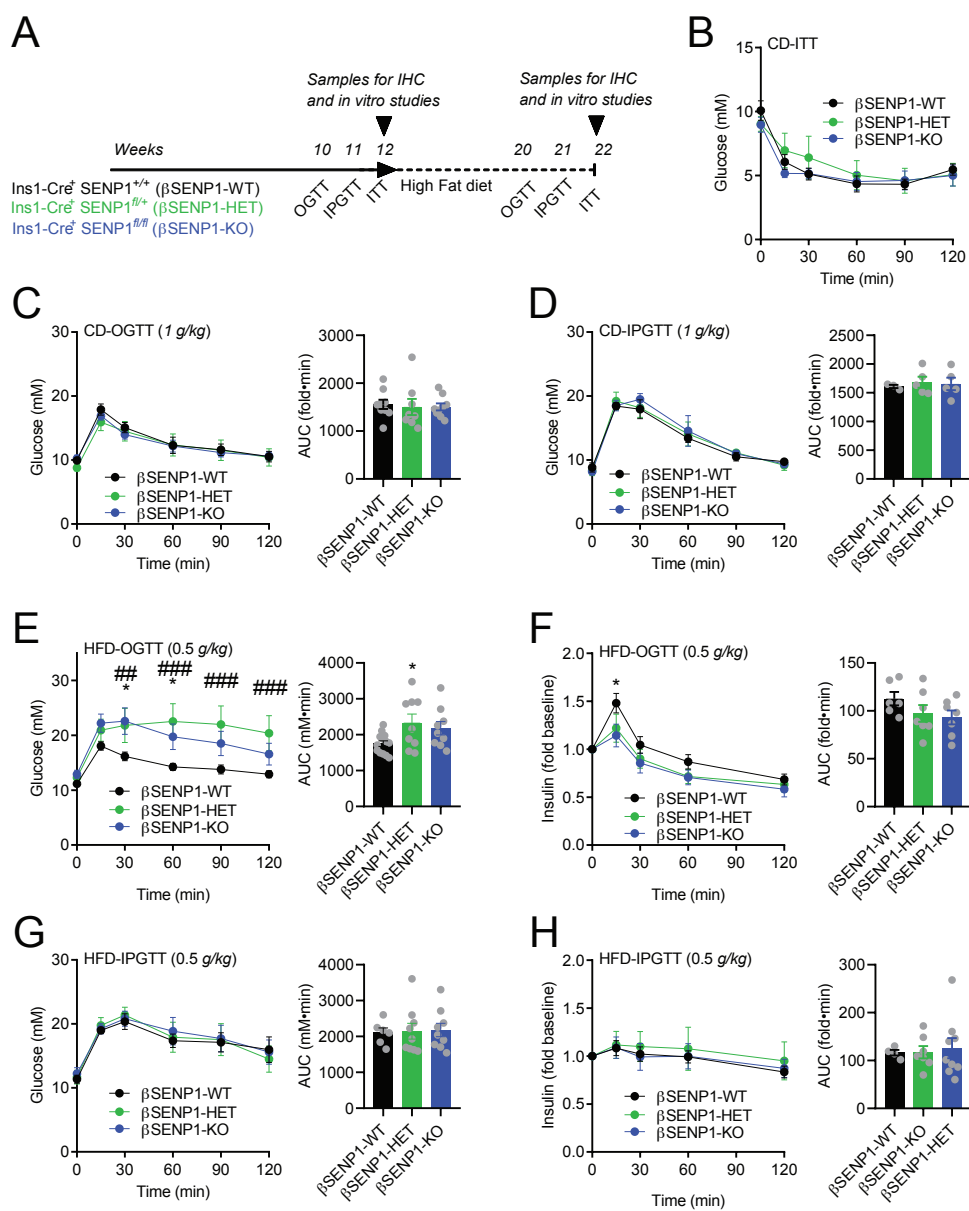 A
Samples for IHC
and in vitro studies
Samples for IHC
and in vitro studies
Weeks
10
11
12
20
21
22
Ins1-Cre+ SENP1+/+ (βSENP1-WT)
Ins1-Cre+ SENP1fl/+ (βSENP1-HET)
Ins1-Cre+ SENP1fl/fl (βSENP1-KO)
OGTT
IPGTT
ITT
High Fat diet
OGTT
IPGTT
ITT
B
CD-ITT
Glucose (mM)
15
10
5
0
βSENP1-WT
βSENP1-HET
βSENP1-KO
0 30 60 90 120
Time (min)
C
CD-OGTT (1 g/kg)
Glucose (mM)
30
20
10
0
βSENP1-WT
βSENP1-HET
βSENP1-KO
0 30 60 90 120
Time (min)
AUC (fold•min)
3000
2000
1000
0
βSENP1-WT
βSENP1-HET
βSENP1-KO
D
CD-IPGTT (1 g/kg)
Glucose (mM)
30
20
10
0
βSENP1-WT
βSENP1-HET
βSENP1-KO
0 30 60 90 120
Time (min)
AUC (fold•min)
2500
2000
1500
1000
500
0
βSENP1-WT
βSENP1-HET
βSENP1-KO
E
HFD-OGTT (0.5 g/kg)
## ### ### ###
* *
Glucose (mM)
30
20
10
0
βSENP1-WT
βSENP1-HET
βSENP1-KO
0 30 60 90 120
Time (min)
AUC (mM•min)
4000
3000
2000
1000
0
*
βSENP1-WT
βSENP1-HET
βSENP1-KO
F
HFD-OGTT (0.5 g/kg)
*
Insulin (fold baseline)
2.0
1.5
1.0
0.5
0.0
βSENP1-WT
βSENP1-HET
βSENP1-KO
0 30 60 90 120
Time (min)
AUC (fold•min)
150
100
50
0
βSENP1-WT
βSENP1-HET
βSENP1-KO
G
HFD-IPGTT (0.5 g/kg)
Glucose (mM)
30
20
10
0
βSENP1-WT
βSENP1-HET
βSENP1-KO
0 30 60 90 120
Time (min)
AUC (mM•min)
4000
3000
2000
1000
0
βSENP1-WT
βSENP1-HET
βSENP1-KO
H
HFD-IPGTT (0.5 g/kg)
Insulin (fold baseline)
2.0
1.5
1.0
0.5
0.0
βSENP1-WT
βSENP1-HET
βSENP1-KO
0 30 60 90 120
Time (min)
AUC (fold•min)
300
200
100
0
βSENP1-WT
βSENP1-KO
βSENP1-HET